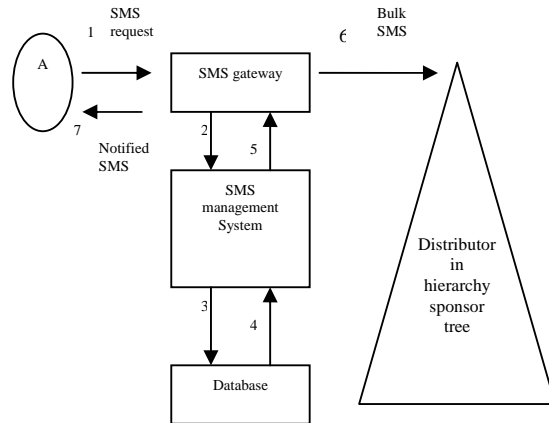 SMS
request
1
A
SMS gateway
6
Bulk
SMS
7
Notified
SMS
2
5
SMS
management
System
3
4
Database
Distributor
in
hierarchy
sponsor
tree